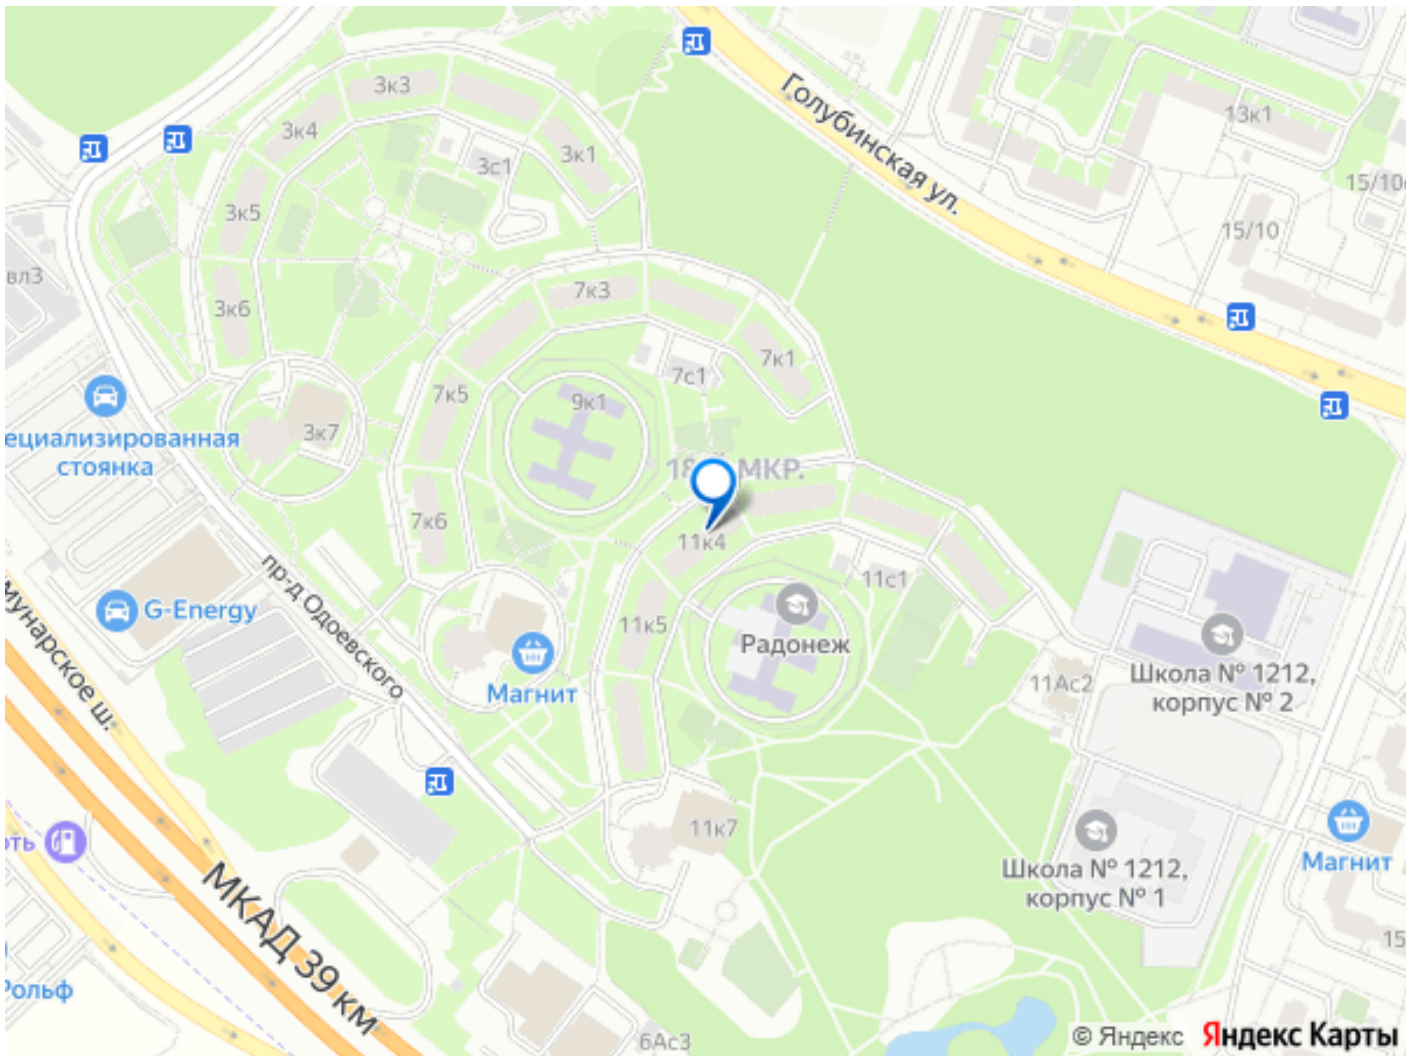 3к3
3к4
3к1
3с1
3к5
3к6
вл3
Голубинская ул.
13к1
15/10
15/10
7к3
7к1
7с1
7к5
9к1
3к7
ециализированная
стоянка
МКР.
7к6
11к4
11с1
G-Energy
пр-д Одоевского
мунарское ш.
11к5
Радонеж
Магнит
11Ас2
Школа № 1212,
корпус № 2
11к7
Школа № 1212,
корпус № 1
Магнит
ть
МКАД 39 км
Рольф
15
6Ас3
© Яндекс Яндекс Карты